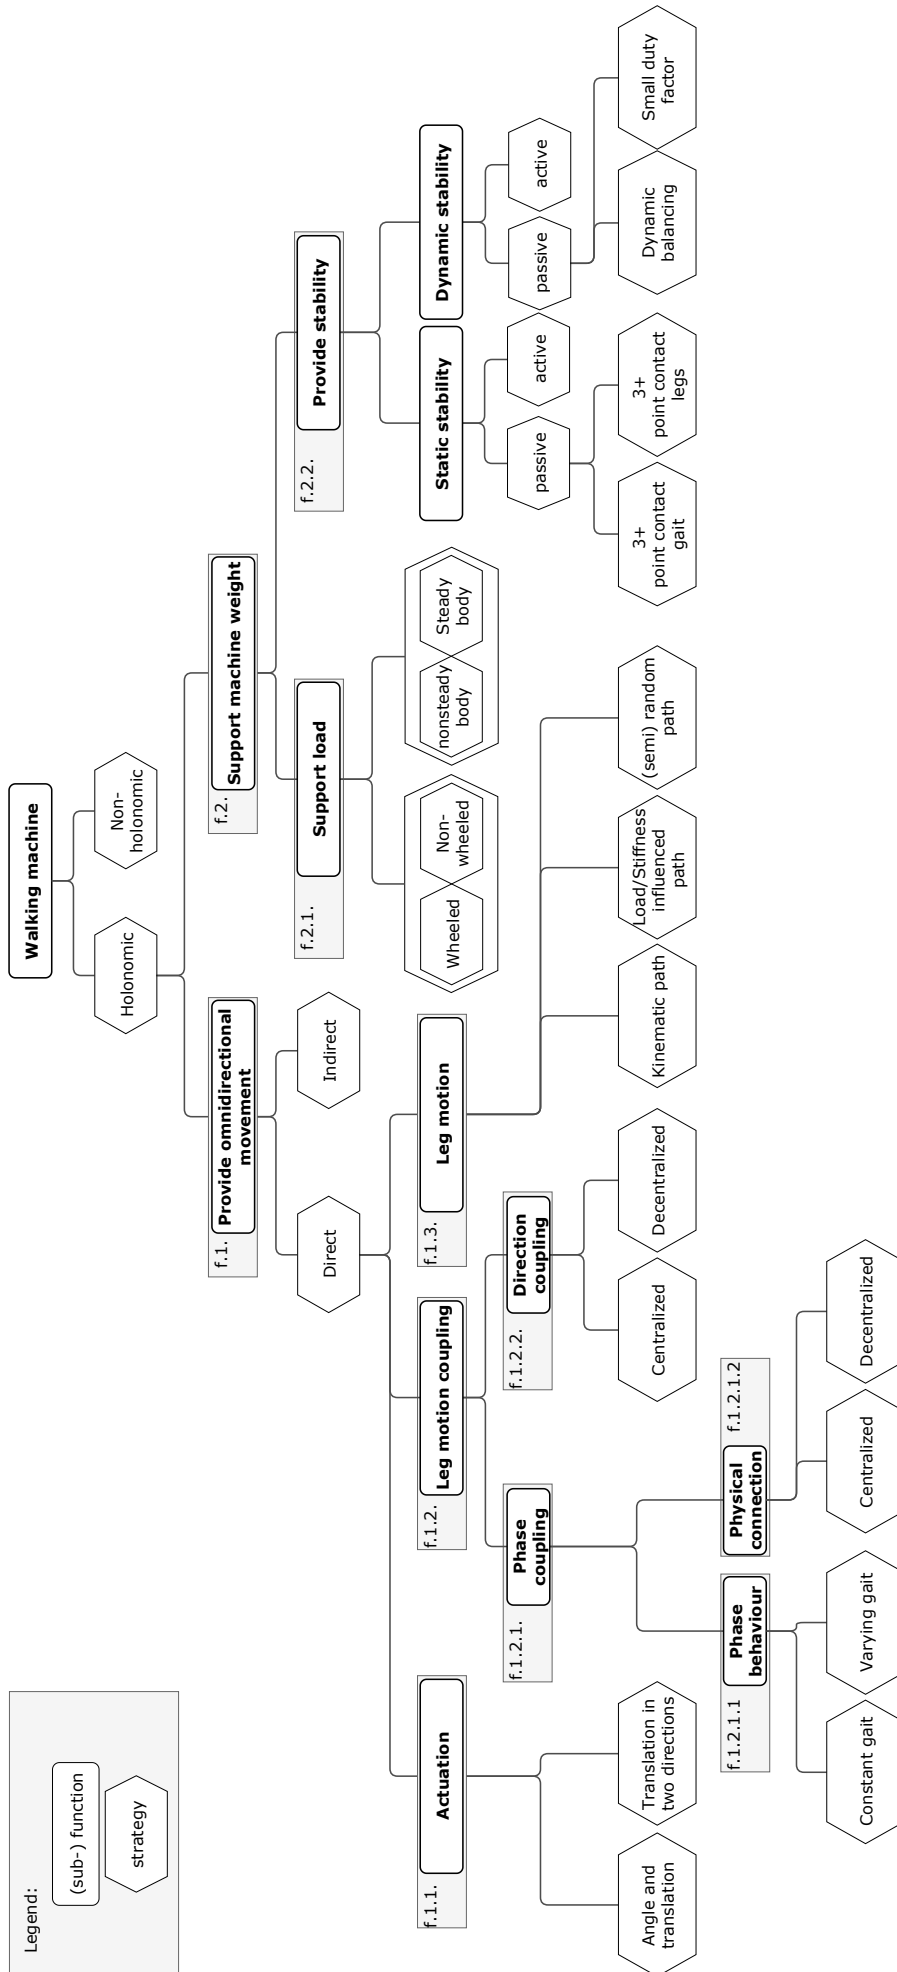 Legend:
(sub-) function
strategy
Walking machine
Holonomic
Non-
holonomic
f.1.
Provide omnidirectional
movement
f.2.
Support machine weight
Direct
Indirect
f.2.1.
Support load
f.2.2.
Provide stability
f.1.1.
Actuation
f.1.2.
Leg motion coupling
f.1.3.
Leg motion
Wheeled
Non-
wheeled
nonsteady
body
Steady
body
Static stability
Dynamic stability
f.1.2.1.
Phase
coupling
f.1.2.2.
Direction
coupling
passive
active
passive
active
Angle and
translation
Translation in
two directions
Centralized
Decentralized
Kinematic path
Load/Stiffness
influenced
path
(semi) random
path
3+
point contact
gait
3+
point contact
legs
Dynamic
balancing
Small duty
factor
f.1.2.1.1
Phase
behaviour
Physical
connection
f.1.2.1.2
Constant gait
Varying gait
Centralized
Decentralized